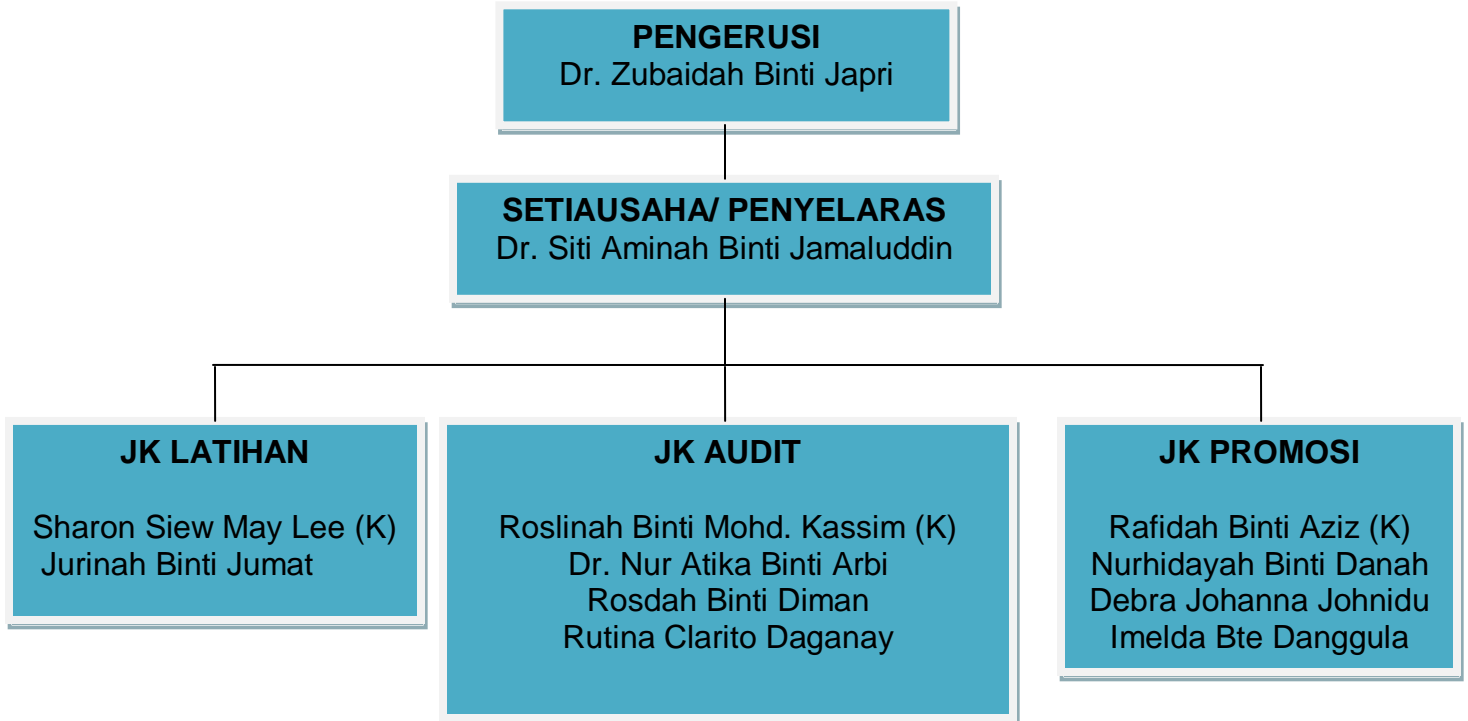 PENGERUSI
Dr. Zubaidah Binti Japri
SETIAUSAHA/ PENYELARAS
Dr. Siti Aminah Binti Jamaluddin
JK LATIHAN
Sharon Siew May Lee (K)
Jurinah Binti Jumat
JK AUDIT
Roslinah Binti Mohd. Kassim (K)
Dr. Nur Atika Binti Arbi
Rosdah Binti Diman
Rutina Clarito Daganay
JK PROMOSI
Rafidah Binti Aziz (K)
Nurhidayah Binti Danah
Debra Johanna Johnidu
Imelda Bte Danggula